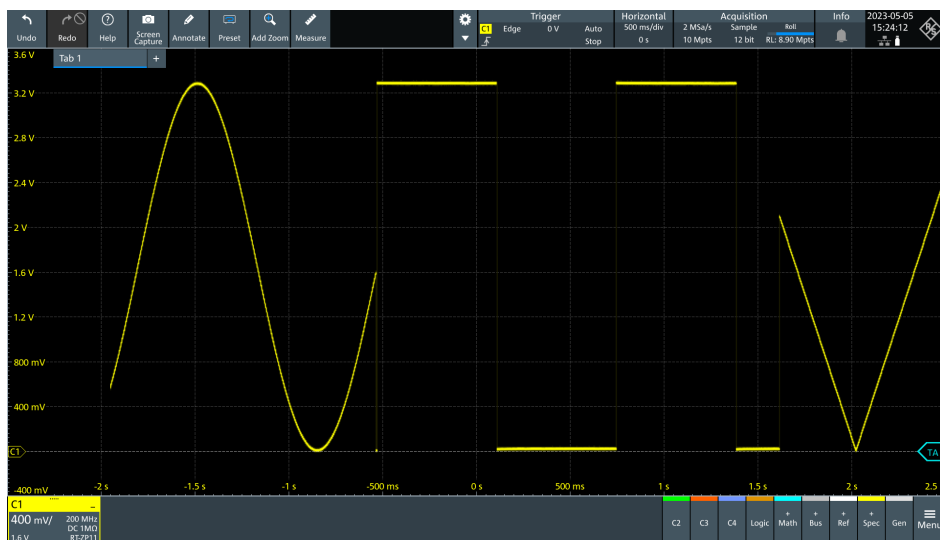 Undo
Redo
Help
Screen Capture
Annotate
Preset
Add Zoom
Measure
Trigger
C1 Edge 0 V Auto
Stop
Horizontal
500 ms/div
0 s
Acquisition
2 MSa/s Sample Roll
10 Mpts 12 bit RL: 8.90 Mpts
Info
2023-05-05
15:24:12
Tab 1 +
3.6 V
3.2 V
2.8 V
2.4 V
2 V
1.6 V
1.2 V
800 mV
400 mV
C1
TA
-400 mV
-2 s -1.5 s -1 s -500 ms 0 s 500 ms 1 s 1.5 s 2 s 2.5
C1
400 mV/ 200 MHz
DC 1MΩ
1.6 V RT-ZP11
C2 C3 C4 Logic + Math + Bus + Ref + Spec Gen Menu